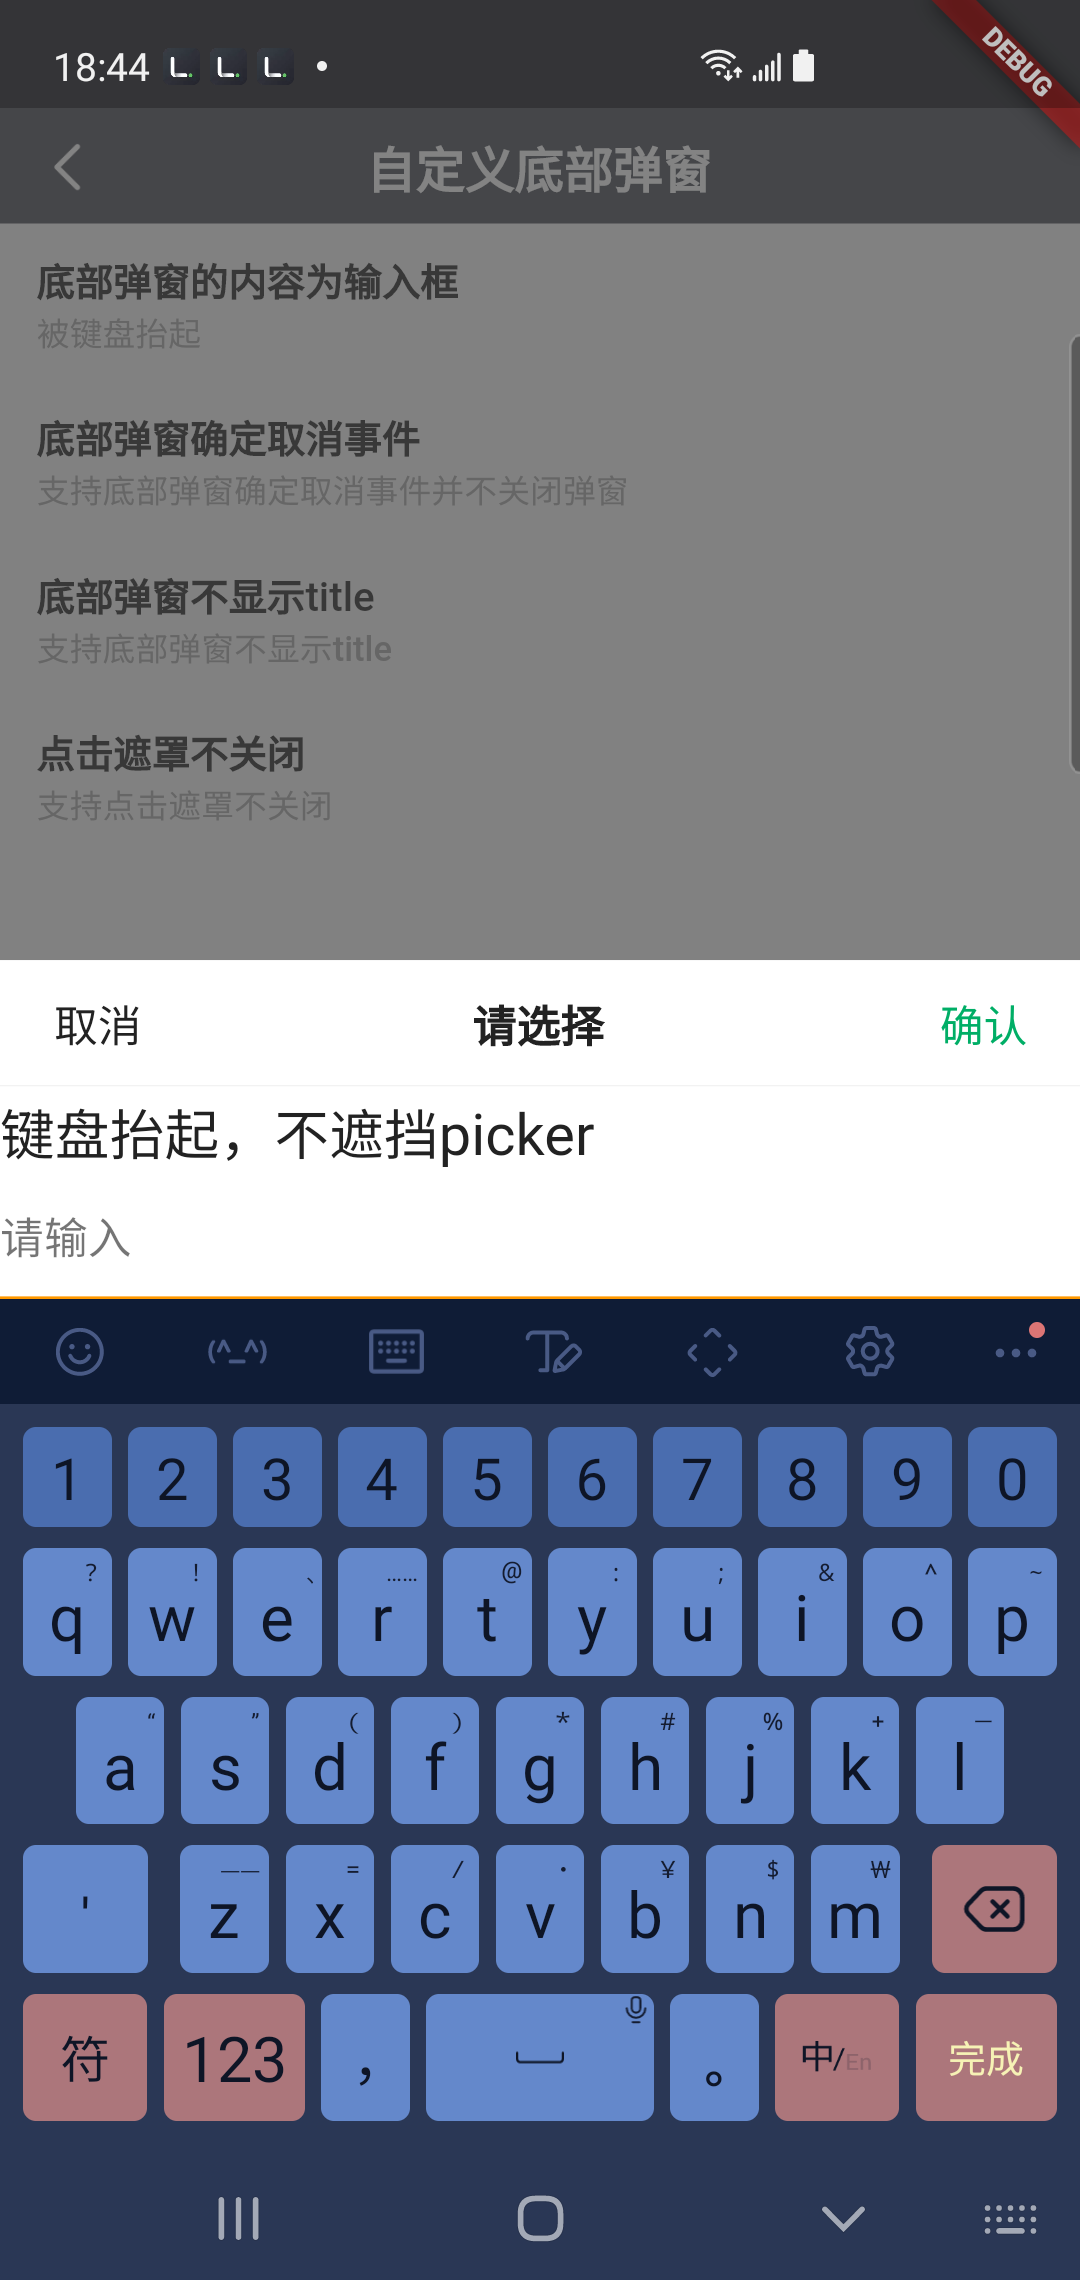 18:44 L. L. L.
DEBUG
自定义底部弹窗
底部弹窗的内容为输入框
被键盘抬起
底部弹窗确定取消事件
支持底部弹窗确定取消事件并不关闭弹窗
底部弹窗不显示title
支持底部弹窗不显示title
点击遮罩不关闭
支持点击遮罩不关闭
取消 请选择 确认
键盘抬起，不遮挡picker
请输入
(^_^)
1 2 3 4 5 6 7 8 9 0
? ! 、 …… @ : ; & ^ ~
q w e r t y u i o p
“ ” ( ) * # % + —
a s d f g h j k l
—— = / · ¥ $ ₩
' z x c v b n m
符 123 ， 。 中/En 完成